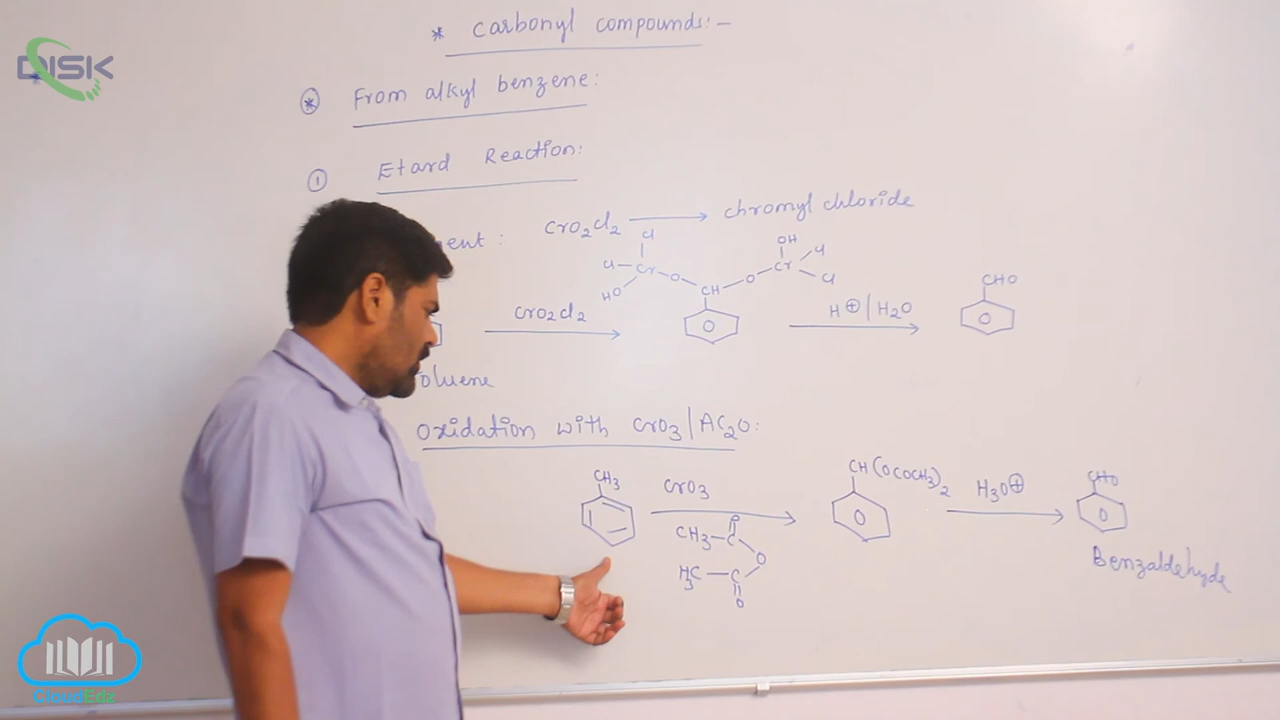 DISK
* Carbonyl compounds:-
* From alkyl benzene:
1 Etard Reaction:
CrO2Cl2 → chromyl chloride
Cl
Cl-Cr-O-CH-O-Cr
HO
OH
Cl
Cl
CrO2Cl2
H⊕/H2O
CHO
Oxidation with CrO3/AC2O:
CH3
CrO3
CH3-C
O
O
H3C-C
O
CH(OCOCH3)2
H3O⊕
CHO
Benzaldehyde
CloudEdz